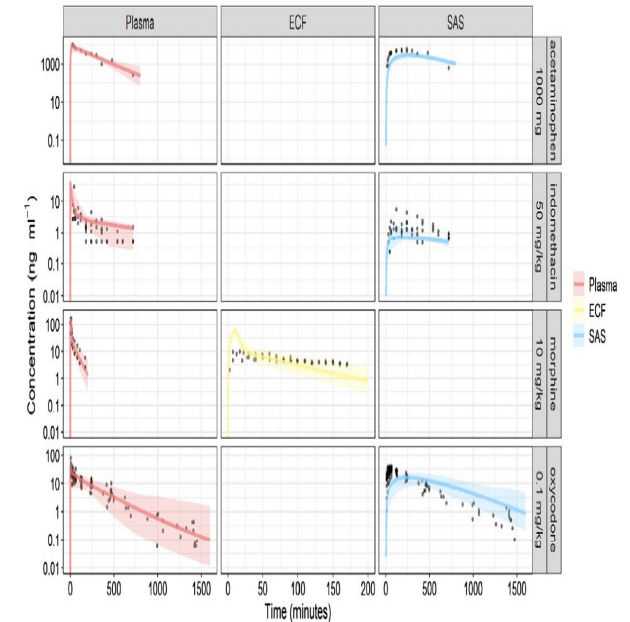 Plasma ECF SAS
1000
10
0.1
acetaminophen
1000 mg
10
1
0.1
0.01
indomethacin
50 mg/kg
100
10
1
0.1
0.01
morphine
10 mg/kg
100
10
1
0.1
0.01
oxycodone
0.1 mg/kg
Concentration (ng ml⁻¹)
0 500 1000 1500 0 50 100 150 200 0 500 1000 1500
Time (minutes)
Plasma
ECF
SAS